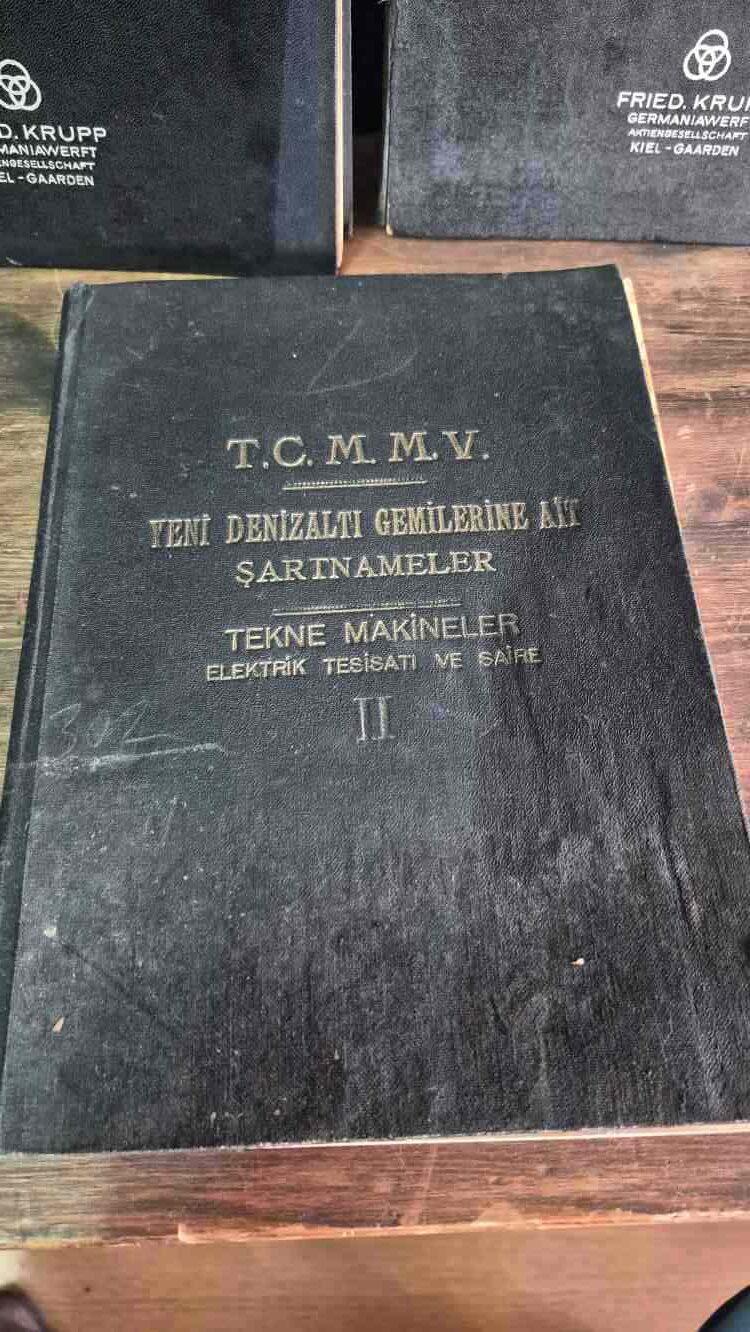 D. KRUPP
MANIAWERFT
ENGESELLSCHAFT
EL - GAARDEN
FRIED. KRU
GERMANIAWERF
AKTIENGESELLSCHAFT
KIEL - GAARDEN
T.C. M. M. V.
YENİ DENİZALTI GEMİLERİNE AİT
ŞARTNAMELER
TEKNE MAKİNELER
ELEKTRİK TESİSATI VE SAİRE
II
302